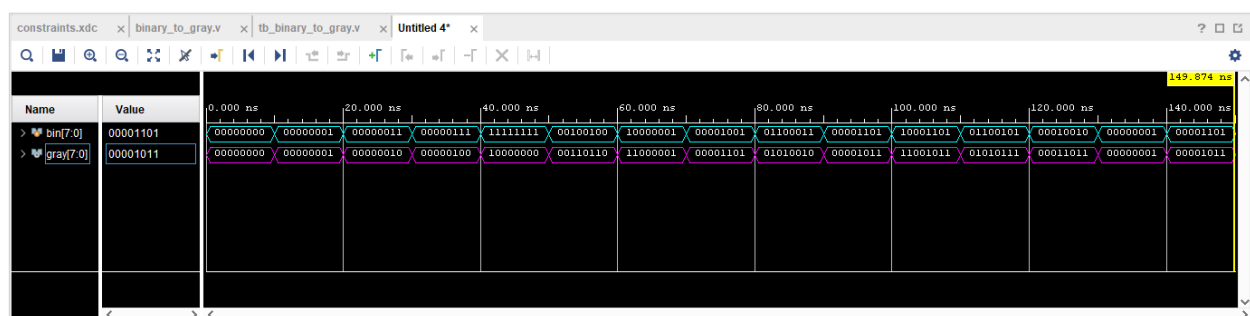 constraints.xdc × binary_to_gray.v × tb_binary_to_gray.v × Untitled 4* × ?
149.874 ns
Name Value 0.000 ns 20.000 ns 40.000 ns 60.000 ns 80.000 ns 100.000 ns 120.000 ns 140.000 ns
bin[7:0] 00001101 00000000 00000001 00000011 00000111 11111111 00100100 10000001 00001001 01100011 00001101 10001101 01100101 00010010 00000001 00001101
gray[7:0] 00001011 00000000 00000001 00000010 00000100 10000000 00110110 11000001 00001101 01010010 00001011 11001011 01010111 00011011 00000001 00001011